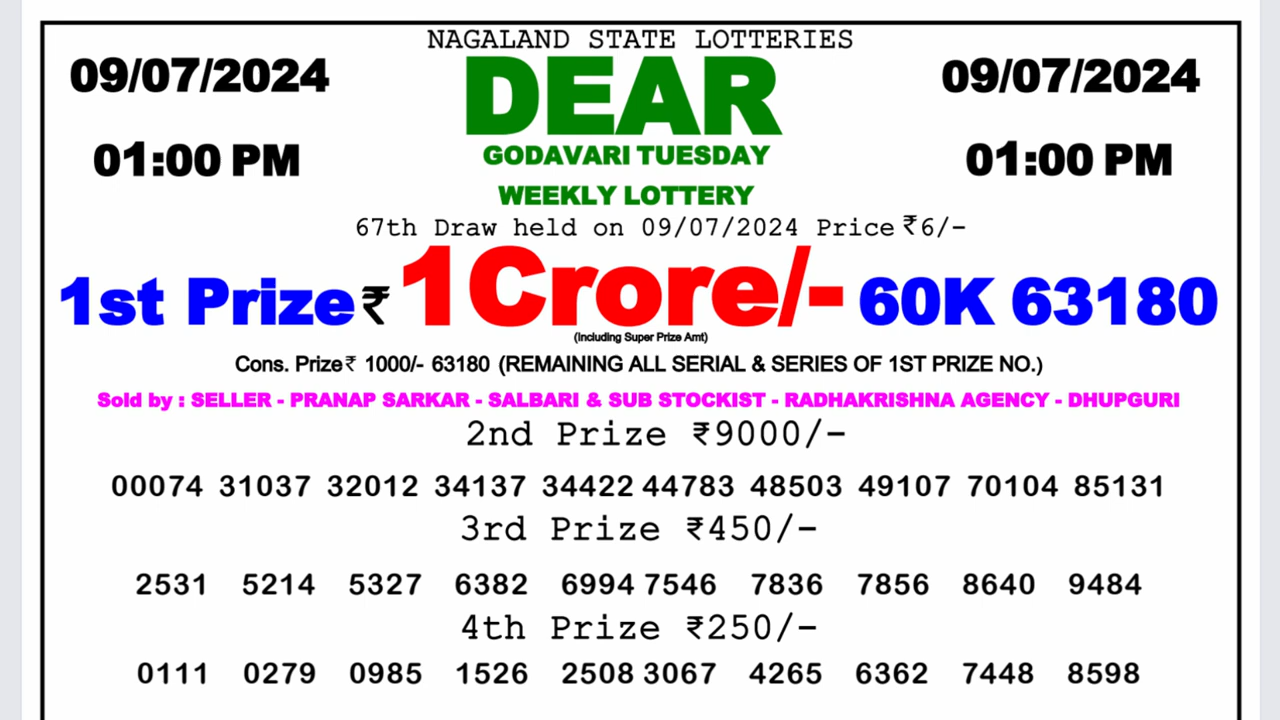 NAGALAND STATE LOTTERIES
09/07/2024 DEAR 09/07/2024
01:00 PM GODAVARI TUESDAY 01:00 PM
WEEKLY LOTTERY
67th Draw held on 09/07/2024 Price ₹6/-
1st Prize ₹ 1Crore/- 60K 63180
(Including Super Prize Amt)
Cons. Prize ₹ 1000/- 63180 (REMAINING ALL SERIAL & SERIES OF 1ST PRIZE NO.)
Sold by : SELLER - PRANAP SARKAR - SALBARI & SUB STOCKIST - RADHAKRISHNA AGENCY - DHUPGURI
2nd Prize ₹9000/-
00074 31037 32012 34137 34422 44783 48503 49107 70104 85131
3rd Prize ₹450/-
2531 5214 5327 6382 6994 7546 7836 7856 8640 9484
4th Prize ₹250/-
0111 0279 0985 1526 2508 3067 4265 6362 7448 8598